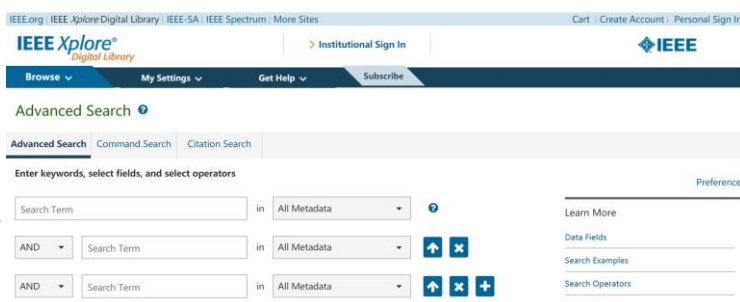 IEEE.org | IEEE Xplore Digital Library | IEEE-SA | IEEE Spectrum | More Sites Cart | Create Account | Personal Sign In
IEEE Xplore®
Digital Library
> Institutional Sign In
IEEE
Browse My Settings Get Help Subscribe
Advanced Search ?
Advanced Search Command Search Citation Search
Enter keywords, select fields, and select operators
Preference
Search Term in All Metadata ?
Learn More
AND Search Term in All Metadata
Data Fields
Search Examples
AND Search Term in All Metadata
Search Operators